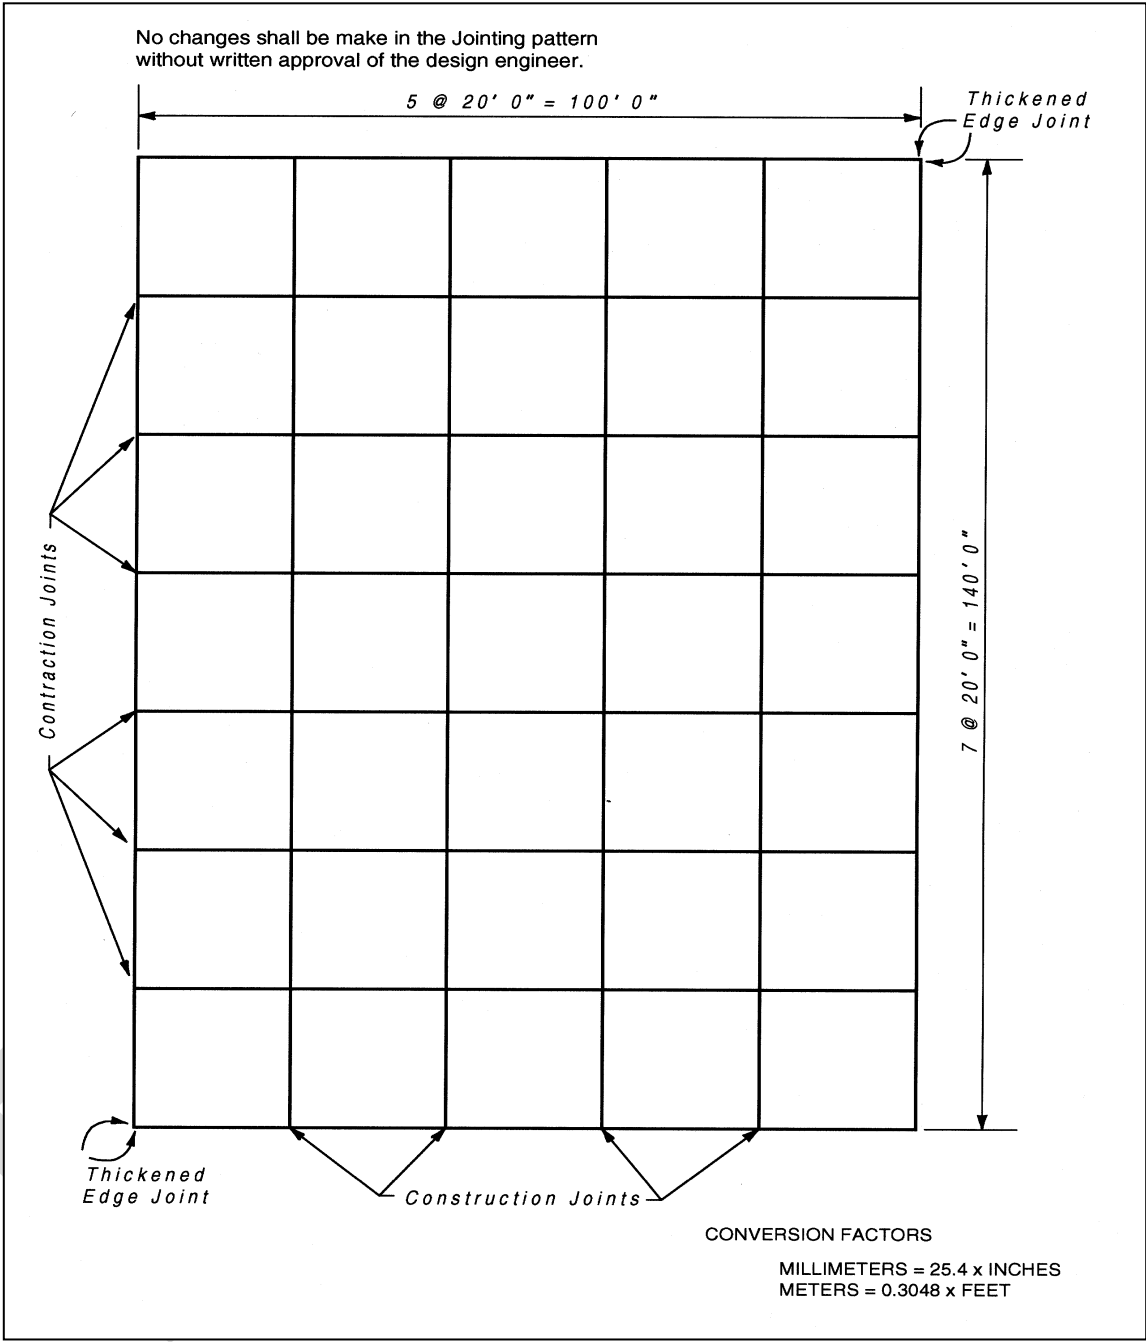 No changes shall be make in the Jointing pattern
without written approval of the design engineer.
5 @ 20' 0" = 100' 0"
Thickened
Edge Joint
Contraction Joints
7 @ 20' 0" = 140' 0"
Thickened
Edge Joint
Construction Joints
CONVERSION FACTORS
MILLIMETERS = 25.4 x INCHES
METERS = 0.3048 x FEET